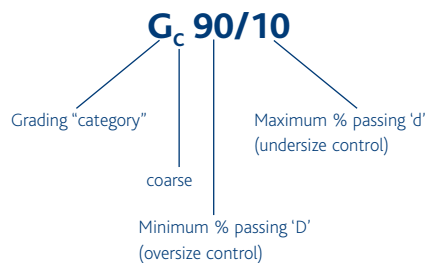 Gc 90/10
Grading “category”
Maximum % passing ‘d’
(undersize control)
coarse
Minimum % passing ‘D’
(oversize control)